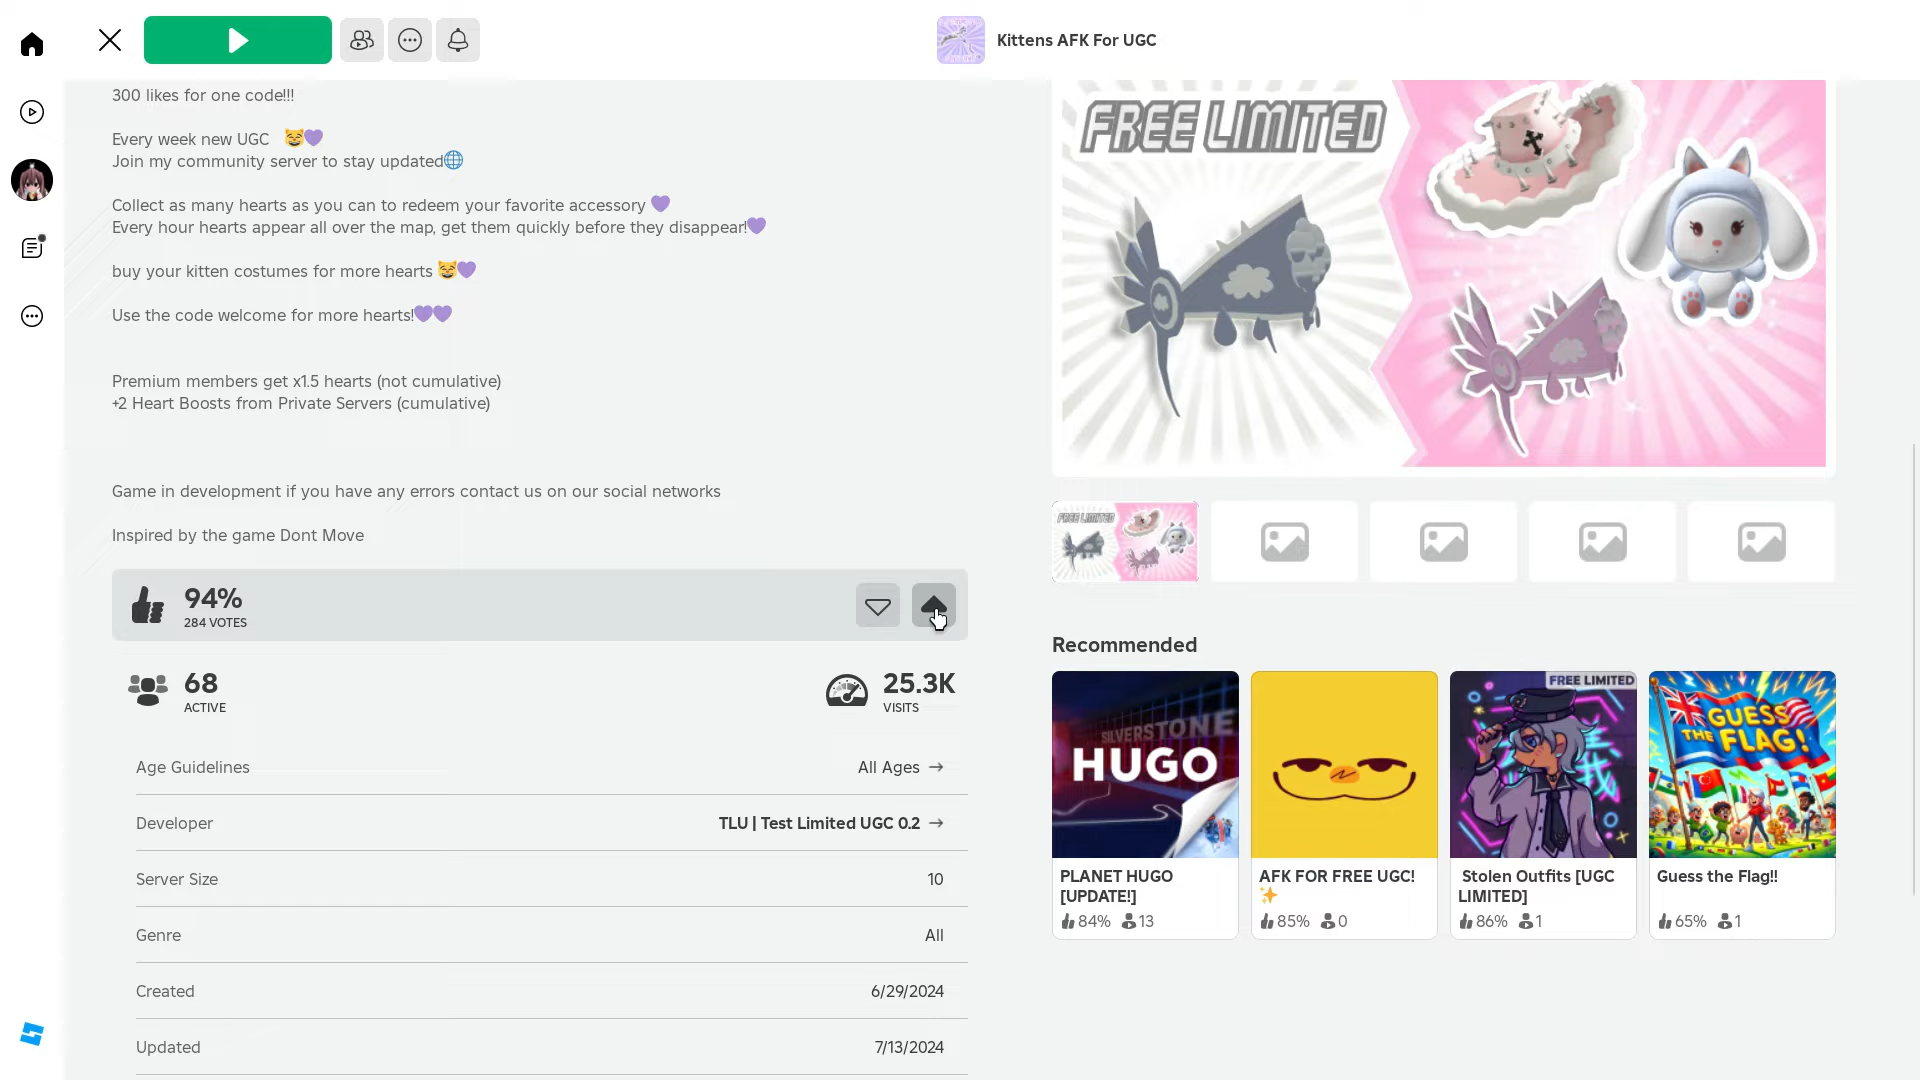 Kittens AFK For UGC
300 likes for one code!!!
Every week new UGC 😸💜
Join my community server to stay updated🌐
Collect as many hearts as you can to redeem your favorite accessory 💜
Every hour hearts appear all over the map, get them quickly before they disappear!💜
buy your kitten costumes for more hearts 😸💜
Use the code welcome for more hearts!💜💜
Premium members get x1.5 hearts (not cumulative)
+2 Heart Boosts from Private Servers (cumulative)
Game in development if you have any errors contact us on our social networks
Inspired by the game Dont Move
94%
284 VOTES
68
ACTIVE
25.3K
VISITS
Age Guidelines
All Ages →
Developer
TLU | Test Limited UGC 0.2 →
Server Size
10
Genre
All
Created
6/29/2024
Updated
7/13/2024
FREE LIMITED
FREE LIMITED
Recommended
SILVERSTONE
HUGO
PLANET HUGO
[UPDATE!]
84% 13
AFK FOR FREE UGC!
✨
85% 0
FREE LIMITED
Stolen Outfits [UGC
LIMITED]
86% 1
GUESS
THE FLAG!
Guess the Flag!!
65% 1